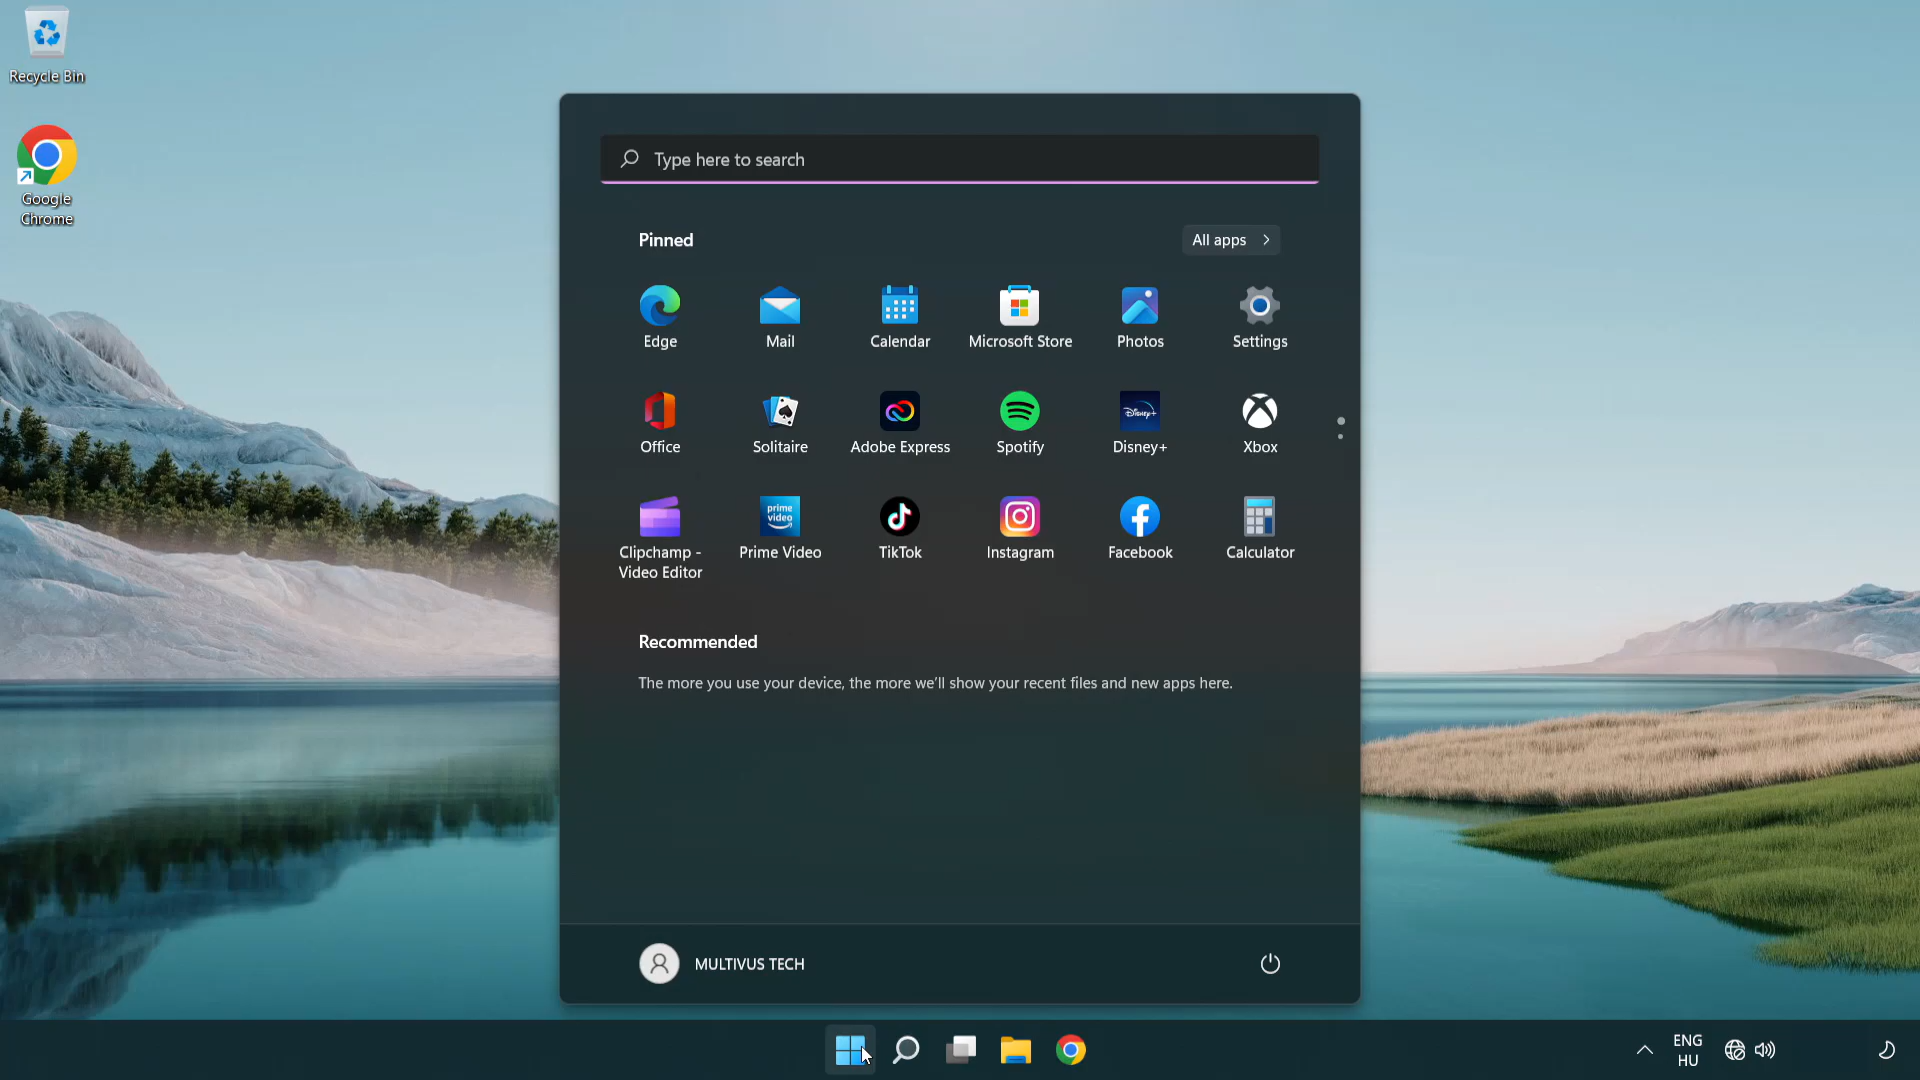 Recycle Bin
Google
Chrome
Type here to search
Pinned
All apps
Edge
Mail
Calendar
Microsoft Store
Photos
Settings
Office
Solitaire
Adobe Express
Spotify
Disney+
Disney+
Xbox
prime
video
Clipchamp -
Video Editor
Prime Video
TikTok
Instagram
Facebook
Calculator
Recommended
The more you use your device, the more we'll show your recent files and new apps here.
MULTIVUS TECH
ENG
HU